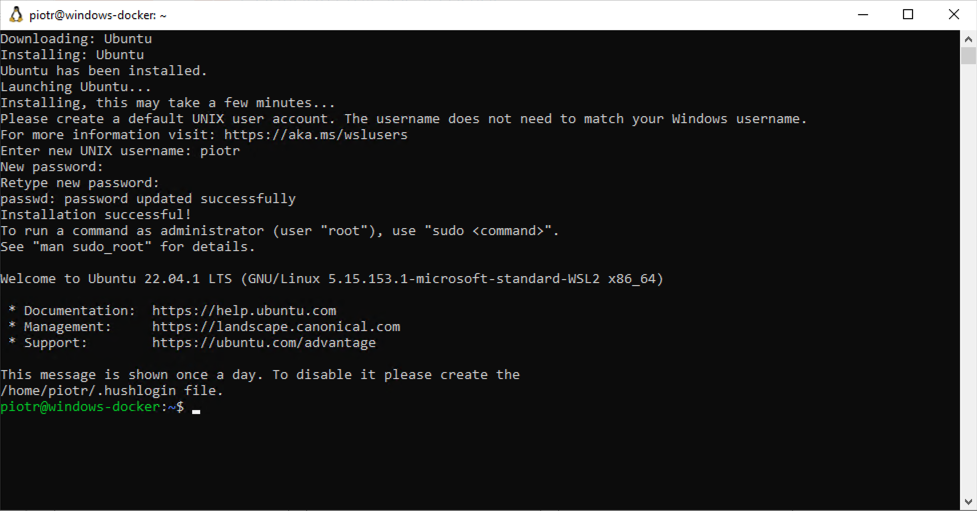 piotr@windows-docker: ~
Downloading: Ubuntu
Installing: Ubuntu
Ubuntu has been installed.
Launching Ubuntu...
Installing, this may take a few minutes...
Please create a default UNIX user account. The username does not need to match your Windows username.
For more information visit: https://aka.ms/wslusers
Enter new UNIX username: piotr
New password:
Retype new password:
passwd: password updated successfully
Installation successful!
To run a command as administrator (user "root"), use "sudo <command>".
See "man sudo_root" for details.
Welcome to Ubuntu 22.04.1 LTS (GNU/Linux 5.15.153.1-microsoft-standard-WSL2 x86_64)
* Documentation:  https://help.ubuntu.com
* Management:     https://landscape.canonical.com
* Support:        https://ubuntu.com/advantage
This message is shown once a day. To disable it please create the
/home/piotr/.hushlogin file.
piotr@windows-docker:~$